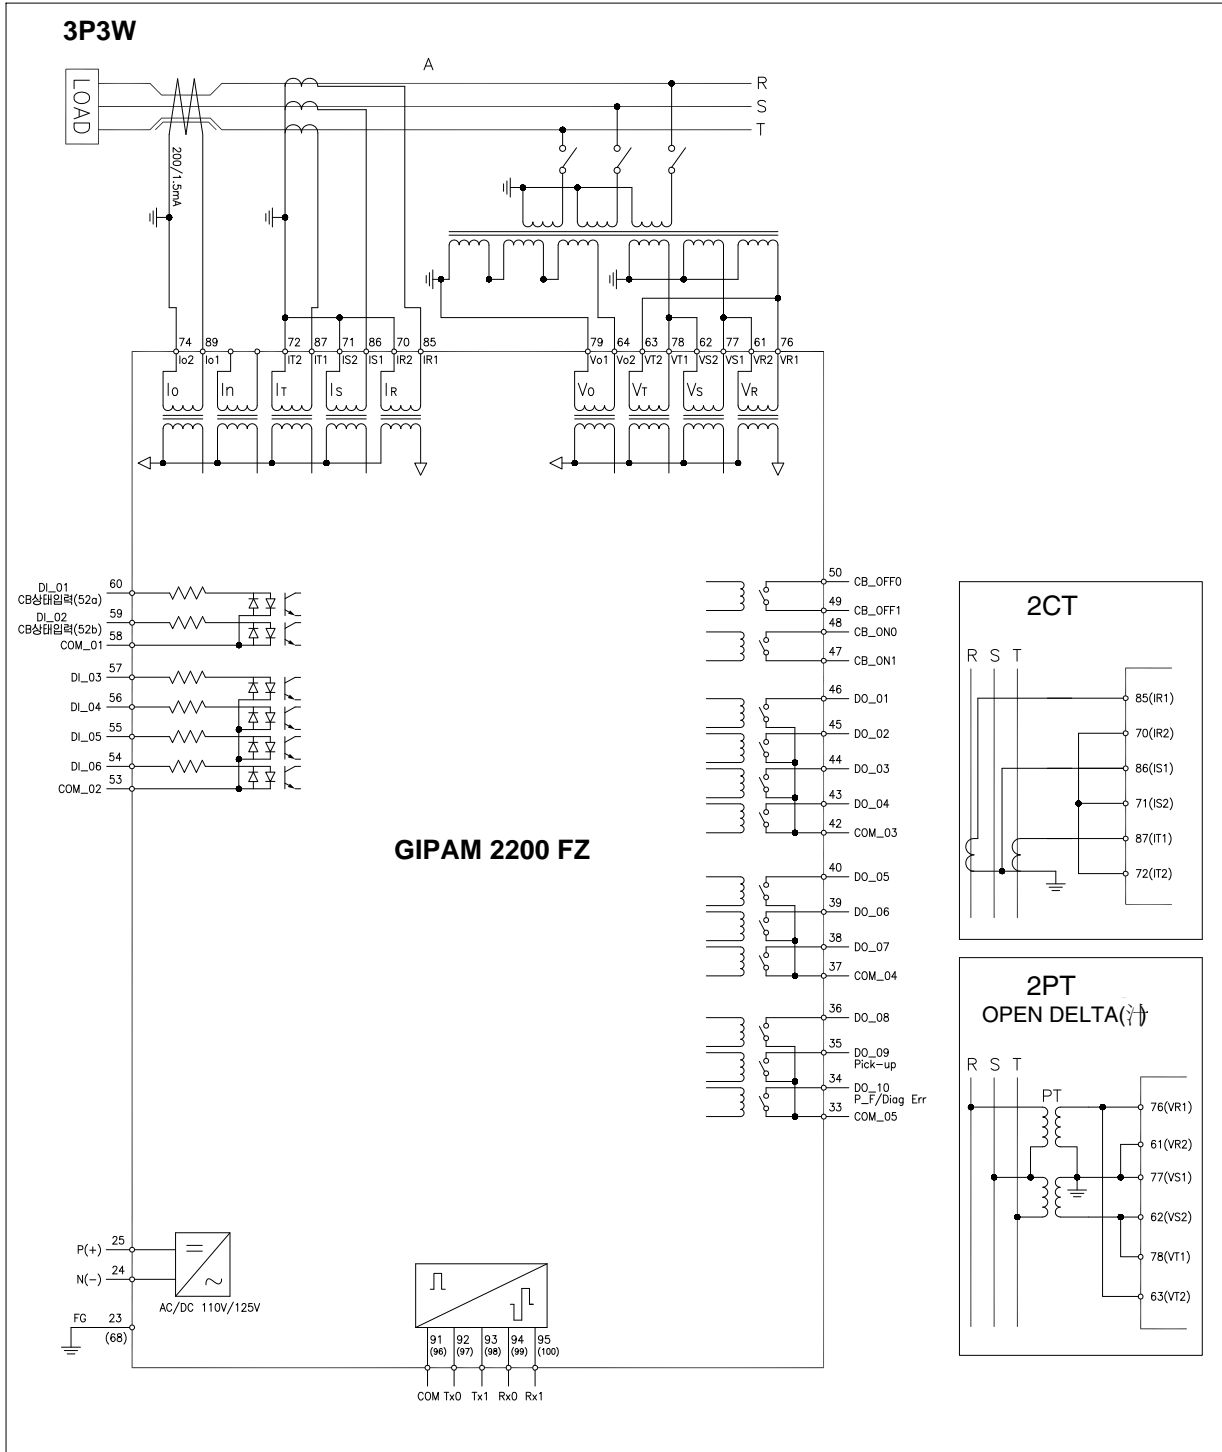 3P3W
A
R
S
T
LOAD
200/1.5mA
74 89 72 87 71 86 70 85 79 64 63 78 62 77 61 76
Io2 Io1 IT2 IT1 IS2 IS1 IR2 IR1 Vo1 Vo2 VT2 VT1 VS2 VS1 VR2 VR1
Io In IT IS IR Vo VT VS VR
DI_01 60
CB상태입력(52a)
DI_02 59
CB상태입력(52b)
COM_01 58
DI_03 57
DI_04 56
DI_05 55
DI_06 54
COM_02 53
50 CB_OFF0
49 CB_OFF1
48 CB_ON0
47 CB_ON1
46 DO_01
45 DO_02
44 DO_03
43 DO_04
42 COM_03
40 DO_05
39 DO_06
38 DO_07
37 COM_04
36 DO_08
35 DO_09
Pick-up
34 DO_10
P_F/Diag Err
33 COM_05
GIPAM 2200 FZ
2CT
R S T
85(IR1)
70(IR2)
86(IS1)
71(IS2)
87(IT1)
72(IT2)
2PT
OPEN DELTA(
R S T
PT
76(VR1)
61(VR2)
77(VS1)
62(VS2)
78(VT1)
63(VT2)
P(+) 25
N(-) 24
AC/DC 110V/125V
FG 23
(68)
91 92 93 94 95
(96) (97) (98) (99) (100)
COM Tx0 Tx1 Rx0 Rx1